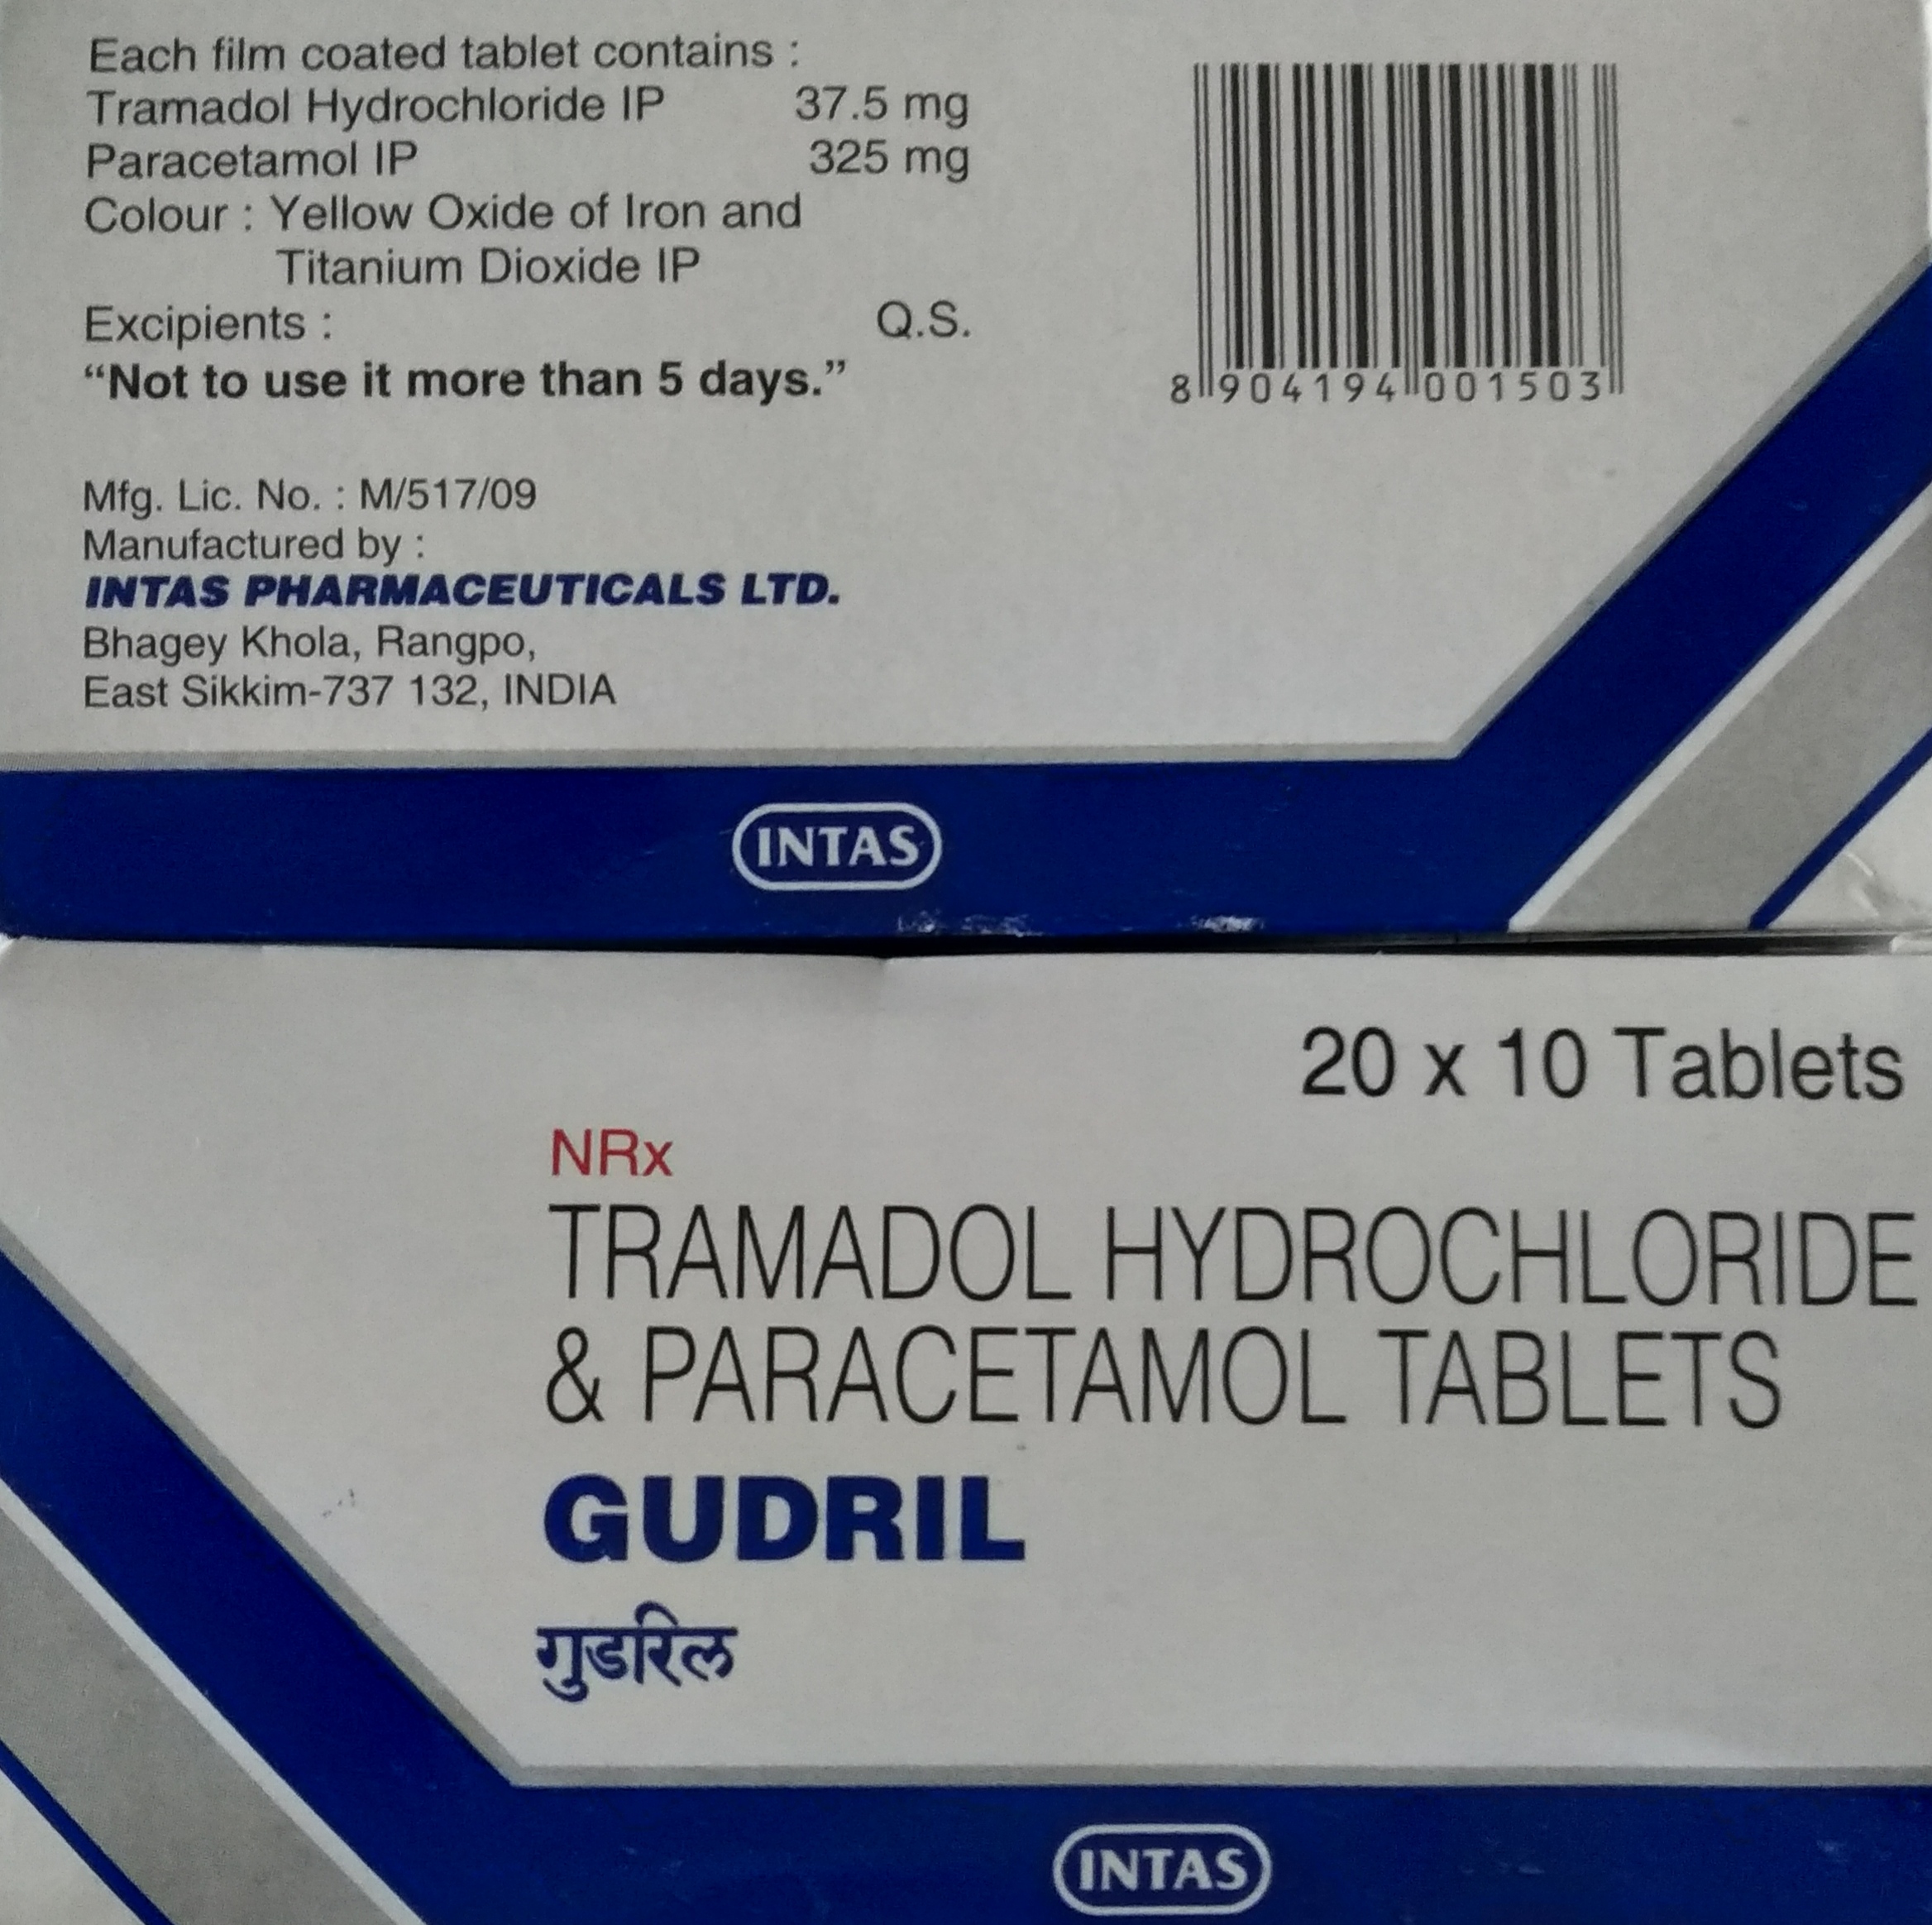 Each film coated tablet contains :
Tramadol Hydrochloride IP 37.5 mg
Paracetamol IP 325 mg
Colour : Yellow Oxide of Iron and
Titanium Dioxide IP
Excipients : Q.S.
“Not to use it more than 5 days.”
8 904194 001503
Mfg. Lic. No. : M/517/09
Manufactured by :
INTAS PHARMACEUTICALS LTD.
Bhagey Khola, Rangpo,
East Sikkim-737 132, INDIA
INTAS
20 x 10 Tablets
NRx
TRAMADOL HYDROCHLORIDE
& PARACETAMOL TABLETS
GUDRIL
गुडरिल
INTAS